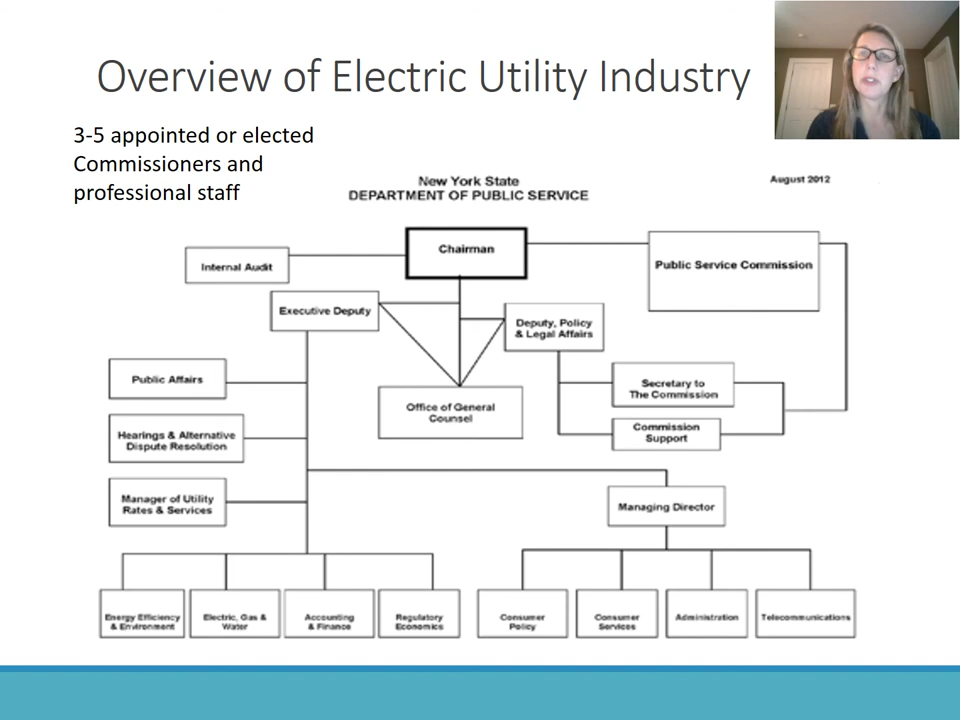 Overview of Electric Utility Industry
3-5 appointed or elected
Commissioners and
professional staff
New York State
DEPARTMENT OF PUBLIC SERVICE
August 2012
Chairman
Internal Audit
Public Service Commission
Executive Deputy
Deputy, Policy
& Legal Affairs
Public Affairs
Secretary to
The Commission
Office of General
Counsel
Hearings & Alternative
Dispute Resolution
Commission
Support
Manager of Utility
Rates & Services
Managing Director
Energy Efficiency
& Environment
Electric, Gas &
Water
Accounting
& Finance
Regulatory
Economics
Consumer
Policy
Consumer
Services
Administration
Telecommunications